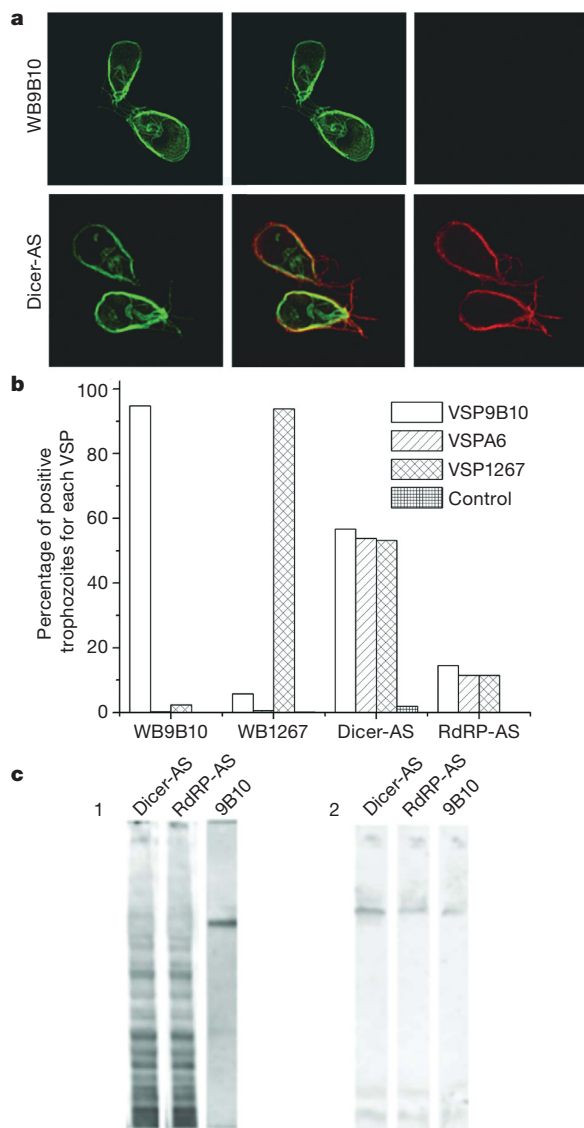 a
WB9B10
Dicer-AS
b
Percentage of positive
trophozoites for each VSP
100
80
60
40
20
0
VSP9B10
VSPA6
VSP1267
Control
WB9B10 WB1267 Dicer-AS RdRP-AS
c
1 Dicer-AS RdRP-AS 9B10
2 Dicer-AS RdRP-AS 9B10